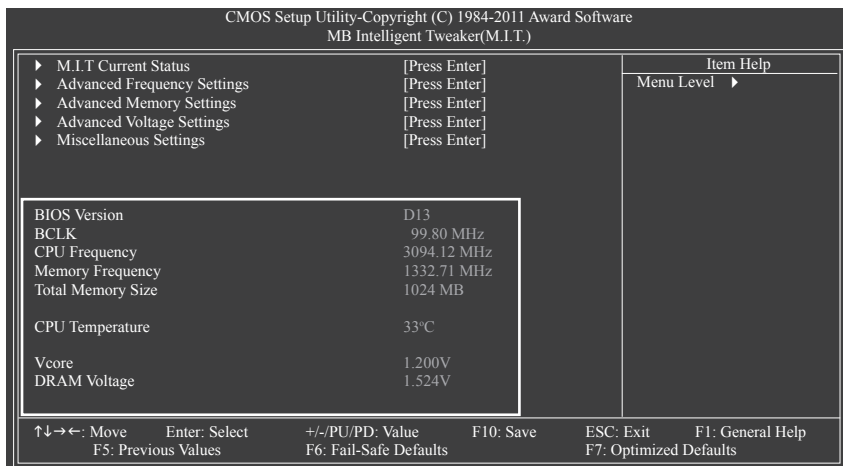 CMOS Setup Utility-Copyright (C) 1984-2011 Award Software
MB Intelligent Tweaker(M.I.T.)
▶ M.I.T Current Status [Press Enter]
▶ Advanced Frequency Settings [Press Enter]
▶ Advanced Memory Settings [Press Enter]
▶ Advanced Voltage Settings [Press Enter]
▶ Miscellaneous Settings [Press Enter]
Item Help
Menu Level ▶
BIOS Version D13
BCLK 99.80 MHz
CPU Frequency 3094.12 MHz
Memory Frequency 1332.71 MHz
Total Memory Size 1024 MB
CPU Temperature 33°C
Vcore 1.200V
DRAM Voltage 1.524V
↑↓→←: Move Enter: Select +/-/PU/PD: Value F10: Save ESC: Exit F1: General Help
F5: Previous Values F6: Fail-Safe Defaults F7: Optimized Defaults